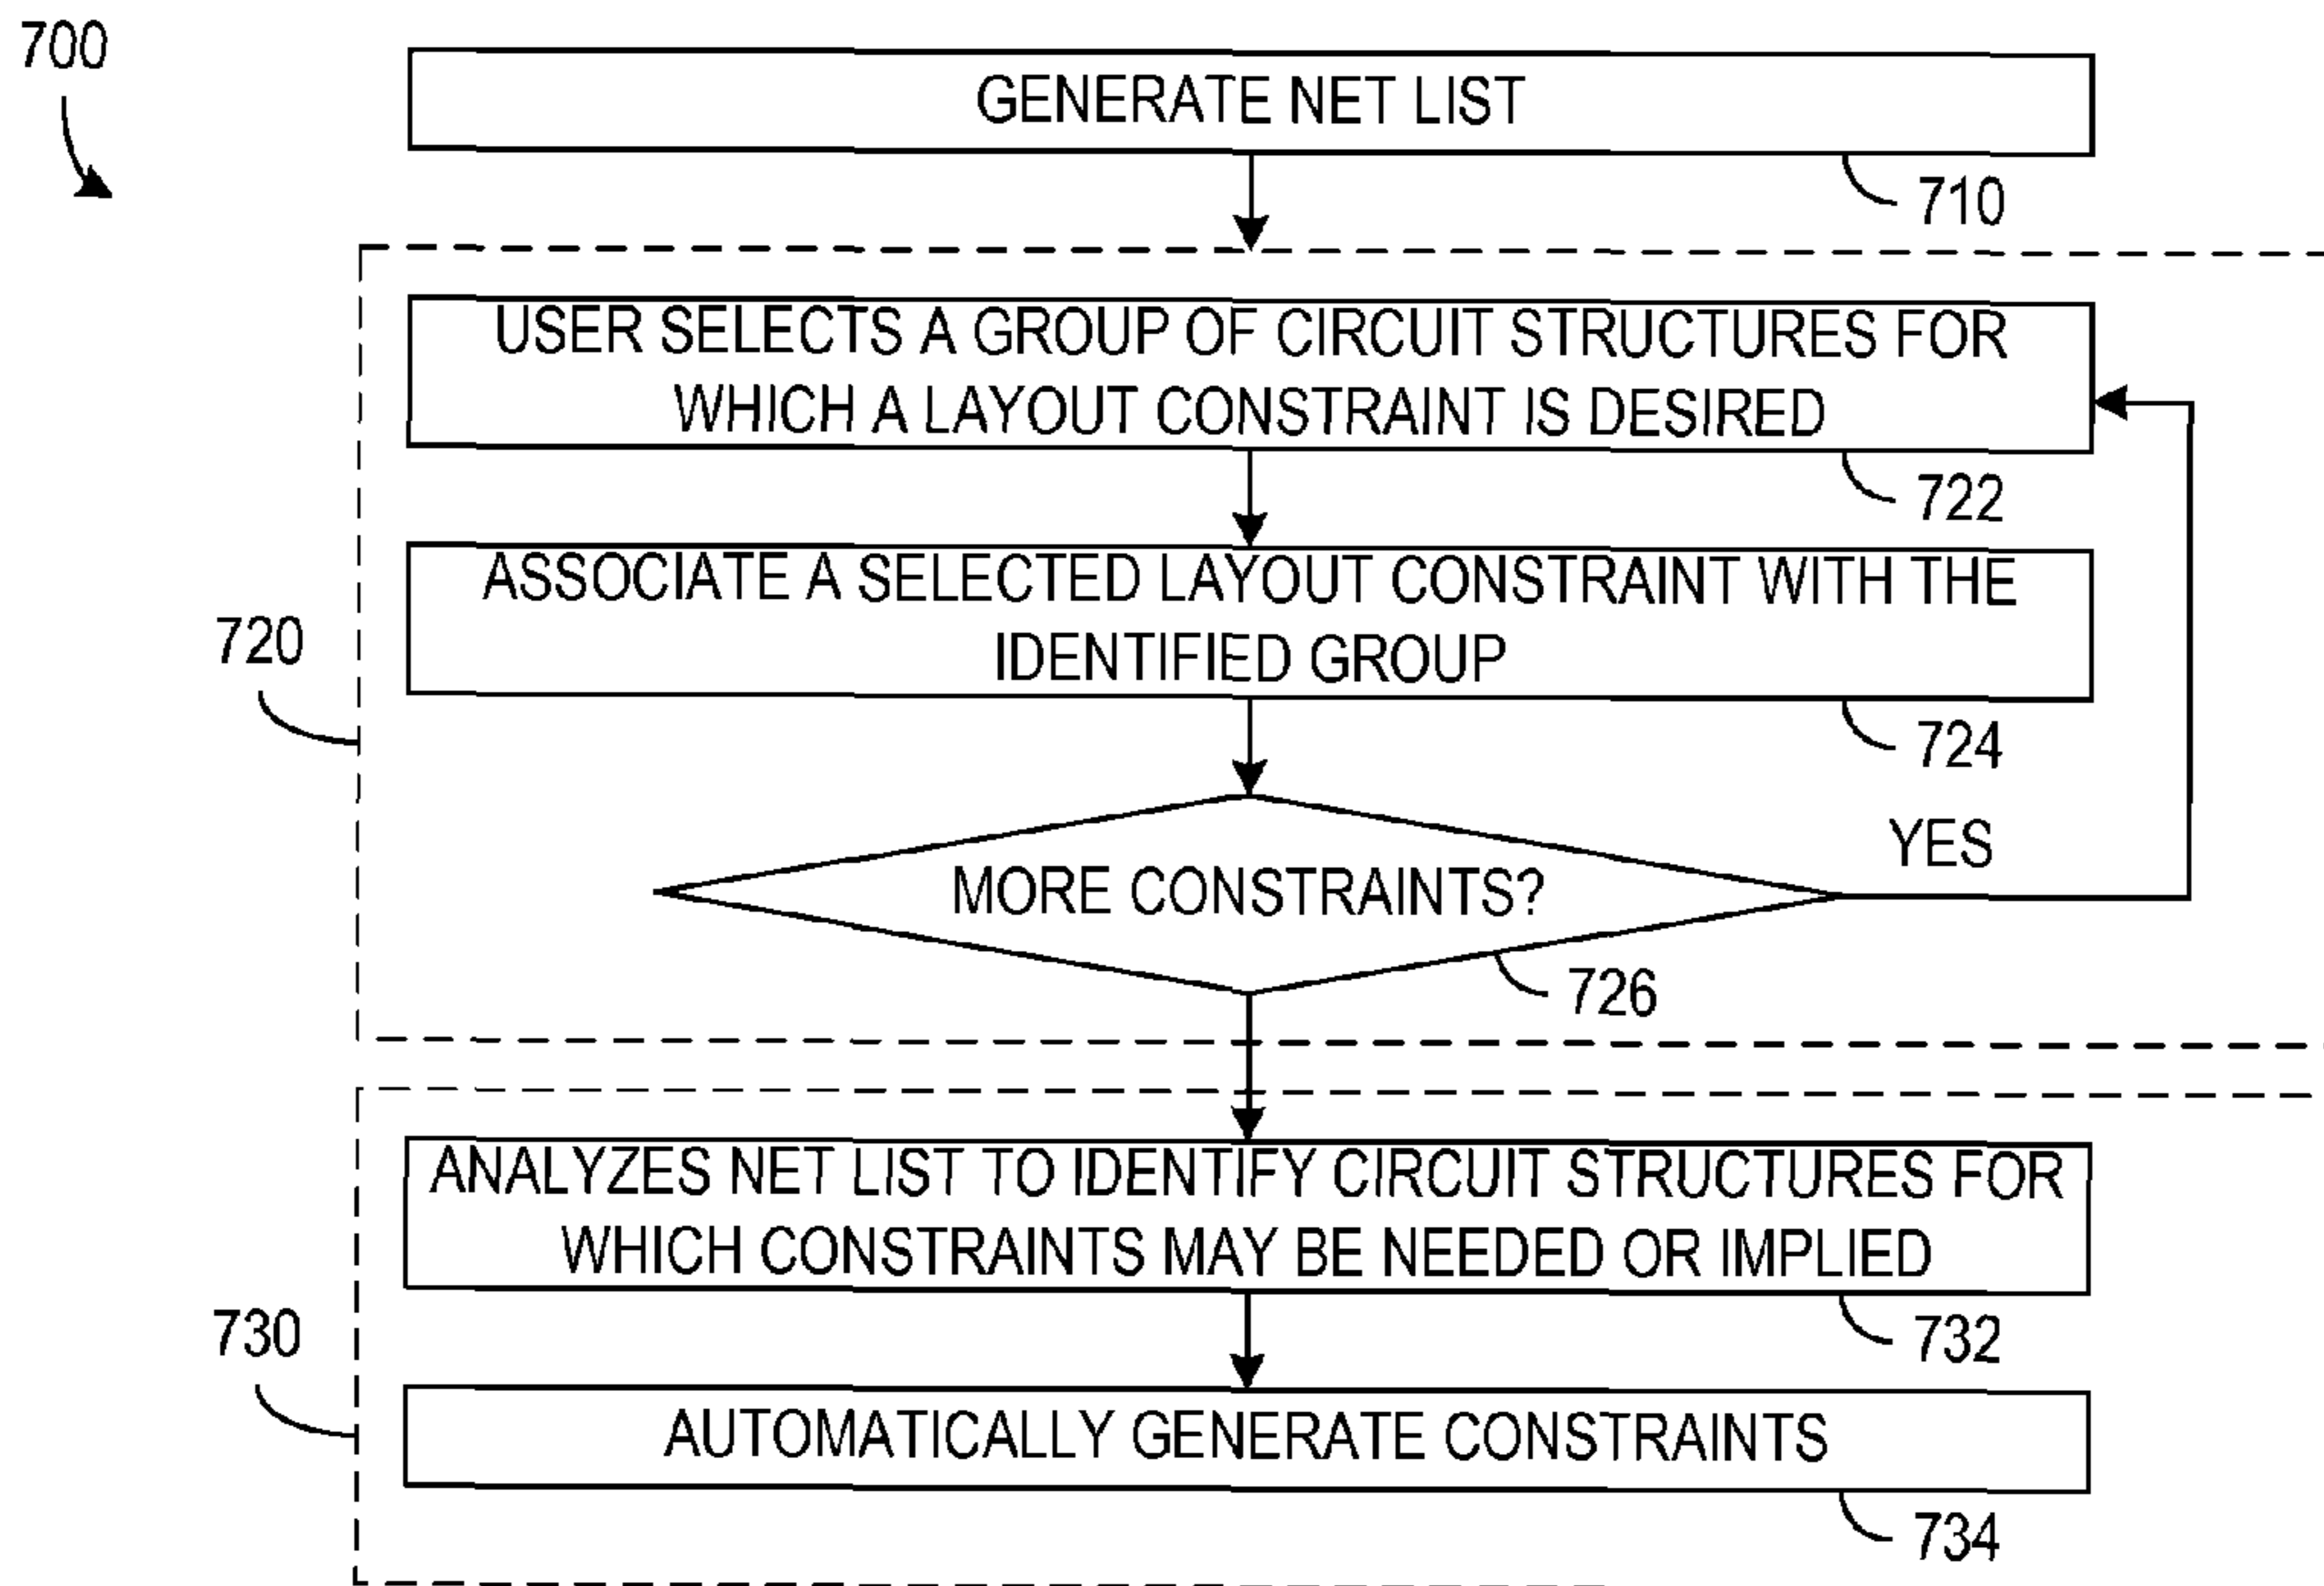 700
GENERATE NET LIST
710
USER SELECTS A GROUP OF CIRCUIT STRUCTURES FOR
WHICH A LAYOUT CONSTRAINT IS DESIRED
722
ASSOCIATE A SELECTED LAYOUT CONSTRAINT WITH THE
IDENTIFIED GROUP
720
724
YES
MORE CONSTRAINTS?
726
ANALYZES NET LIST TO IDENTIFY CIRCUIT STRUCTURES FOR
WHICH CONSTRAINTS MAY BE NEEDED OR IMPLIED
730
732
AUTOMATICALLY GENERATE CONSTRAINTS
734